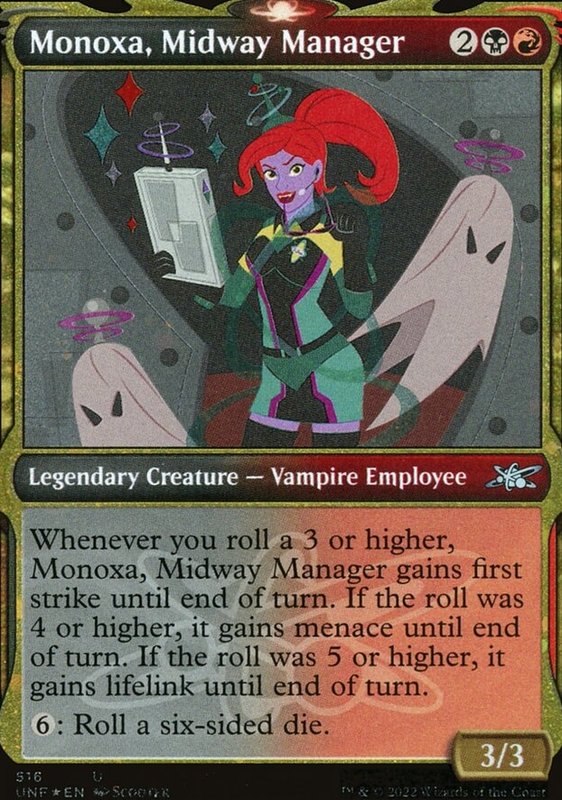 Monoxa, Midway Manager 2
Legendary Creature — Vampire Employee
Whenever you roll a 3 or higher,
Monoxa, Midway Manager gains first
strike until end of turn. If the roll was
4 or higher, it gains menace until end
of turn. If the roll was 5 or higher, it
gains lifelink until end of turn.
6: Roll a six-sided die.
3/3
516 U
UNF★EN Scooter
™ & © 2022 Wizards of the Coast